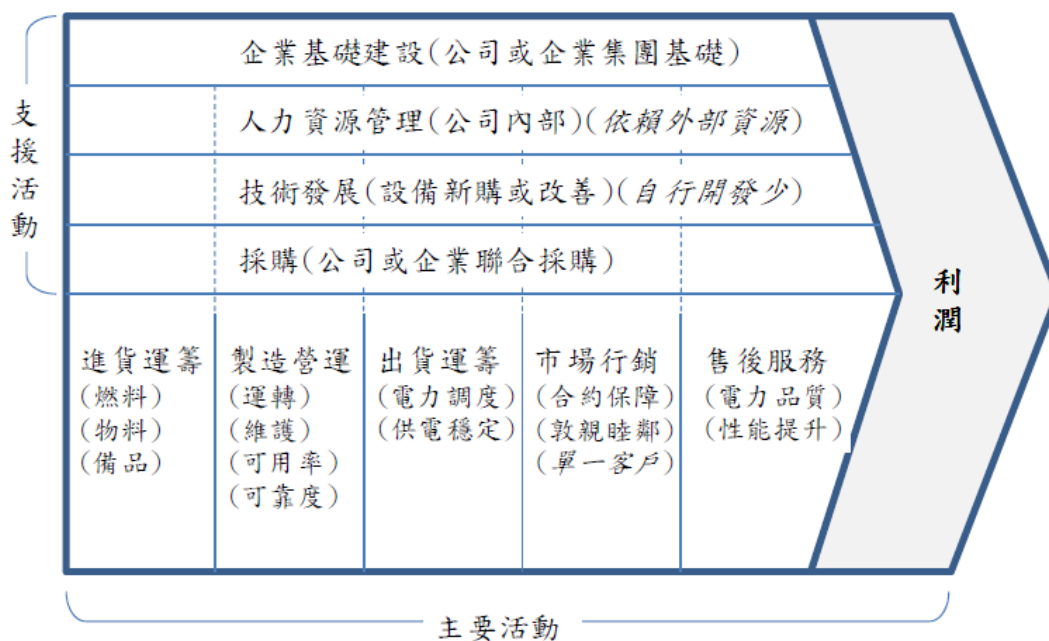 支援活動
企業基礎建設(公司或企業集團基礎)
人力資源管理(公司內部)(依賴外部資源)
技術發展(設備新購或改善)(自行開發少)
採購(公司或企業聯合採購)
進貨運籌
(燃料)
(物料)
(備品)
製造營運
(運轉)
(維護)
(可用率)
(可靠度)
出貨運籌
(電力調度)
(供電穩定)
市場行銷
(合約保障)
(敦親睦鄰)
(單一客戶)
售後服務
(電力品質)
(性能提升)
利潤
主要活動